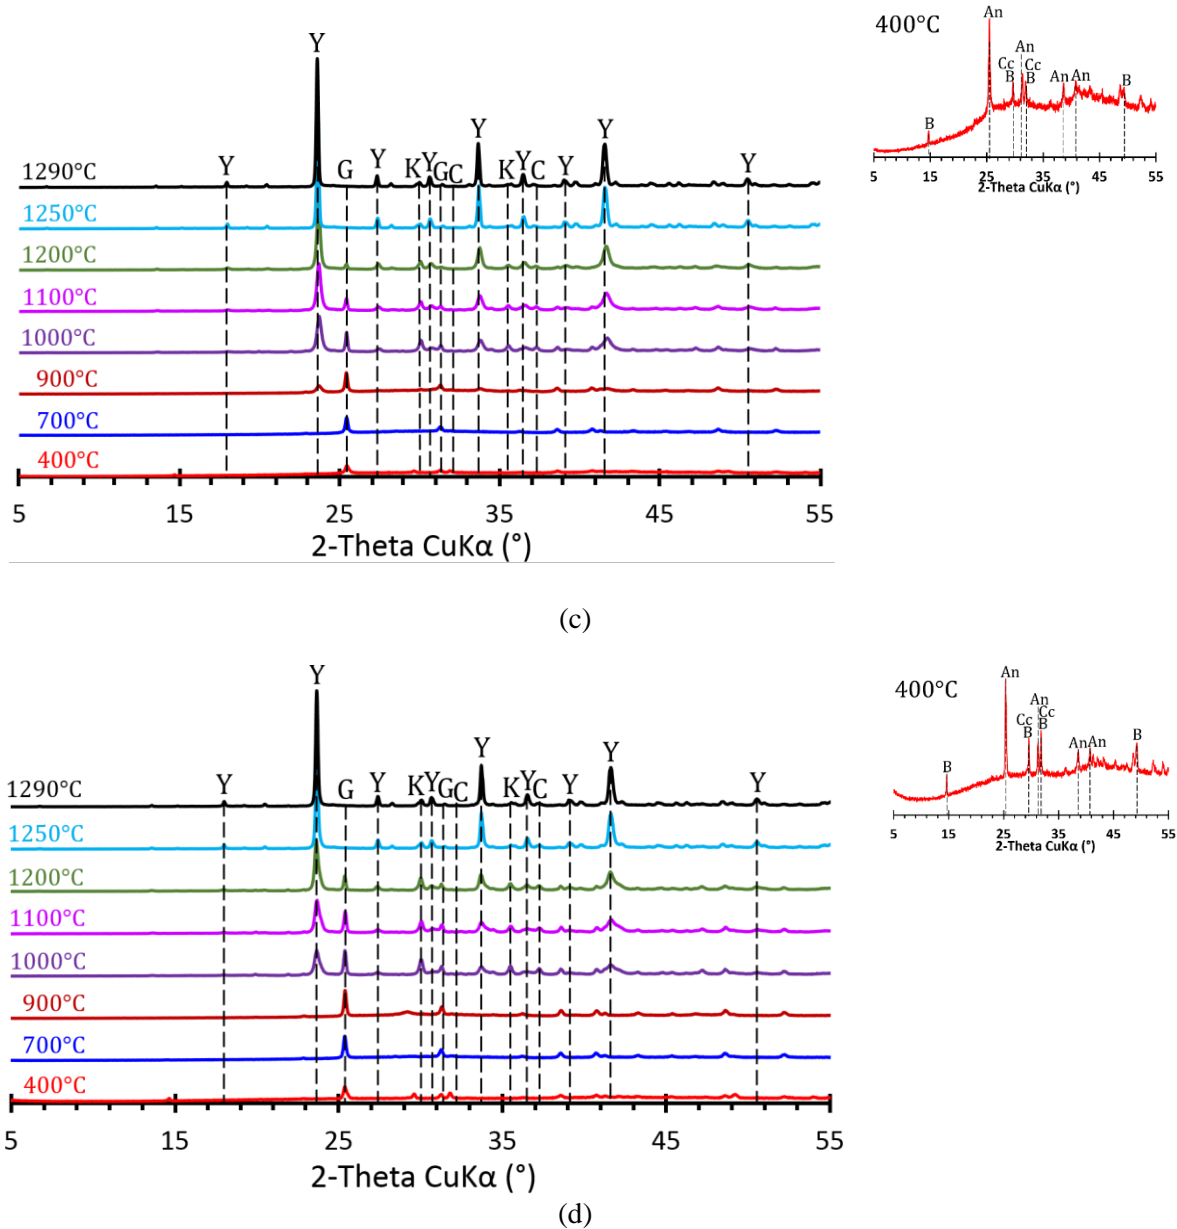 Y
Y G Y K Y G C Y K Y C Y Y Y
1290°C
1250°C
1200°C
1100°C
1000°C
900°C
700°C
400°C
5 15 25 35 45 55
2-Theta CuKα (°)
400°C
An
An
Cc Cc
B B An An B
B
5 15 25 35 45 55
2-Theta CuKα (°)
(c)
Y
Y G Y K Y G C Y K Y C Y Y Y
1290°C
1250°C
1200°C
1100°C
1000°C
900°C
700°C
400°C
5 15 25 35 45 55
2-Theta CuKα (°)
400°C
An
An
Cc Cc
B B An An B
B
5 15 25 35 45 55
2-Theta CuKα (°)
(d)